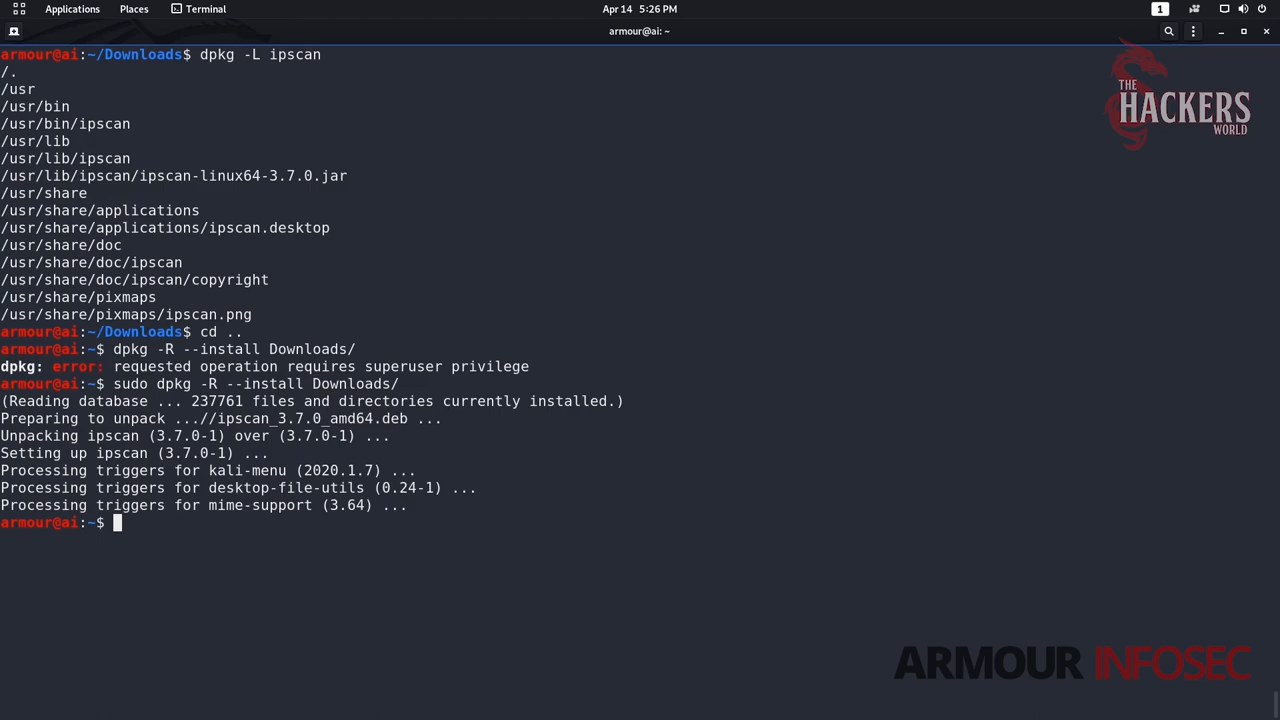 Applications Places Terminal Apr 14 5:26 PM 1
armour@ai: ~
armour@ai:~/Downloads$ dpkg -L ipscan
/.
/usr
/usr/bin
/usr/bin/ipscan
/usr/lib
/usr/lib/ipscan
/usr/lib/ipscan/ipscan-linux64-3.7.0.jar
/usr/share
/usr/share/applications
/usr/share/applications/ipscan.desktop
/usr/share/doc
/usr/share/doc/ipscan
/usr/share/doc/ipscan/copyright
/usr/share/pixmaps
/usr/share/pixmaps/ipscan.png
armour@ai:~/Downloads$ cd ..
armour@ai:~$ dpkg -R --install Downloads/
dpkg: error: requested operation requires superuser privilege
armour@ai:~$ sudo dpkg -R --install Downloads/
(Reading database ... 237761 files and directories currently installed.)
Preparing to unpack ...//ipscan_3.7.0_amd64.deb ...
Unpacking ipscan (3.7.0-1) over (3.7.0-1) ...
Setting up ipscan (3.7.0-1) ...
Processing triggers for kali-menu (2020.1.7) ...
Processing triggers for desktop-file-utils (0.24-1) ...
Processing triggers for mime-support (3.64) ...
armour@ai:~$
THE
HACKERS
WORLD
ARMOUR INFOSEC